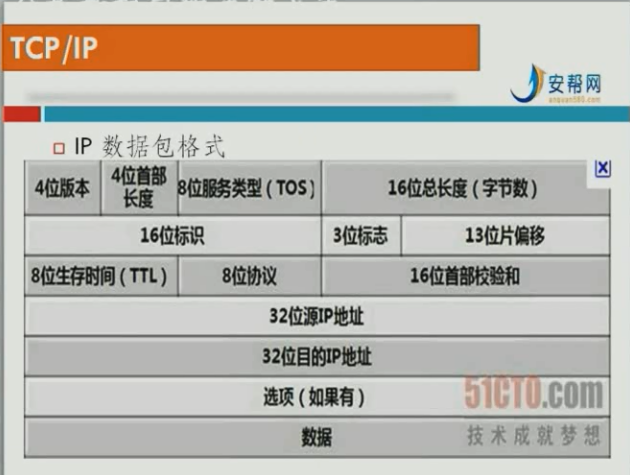 TCP/IP
安帮网
anquan580.com
IP 数据包格式
4位版本
4位首部
长度
8位服务类型（TOS）
16位总长度（字节数）
16位标识
3位标志
13位片偏移
8位生存时间（TTL）
8位协议
16位首部校验和
32位源IP地址
32位目的IP地址
选项（如果有）
数据
51CTO.com
技术成就梦想